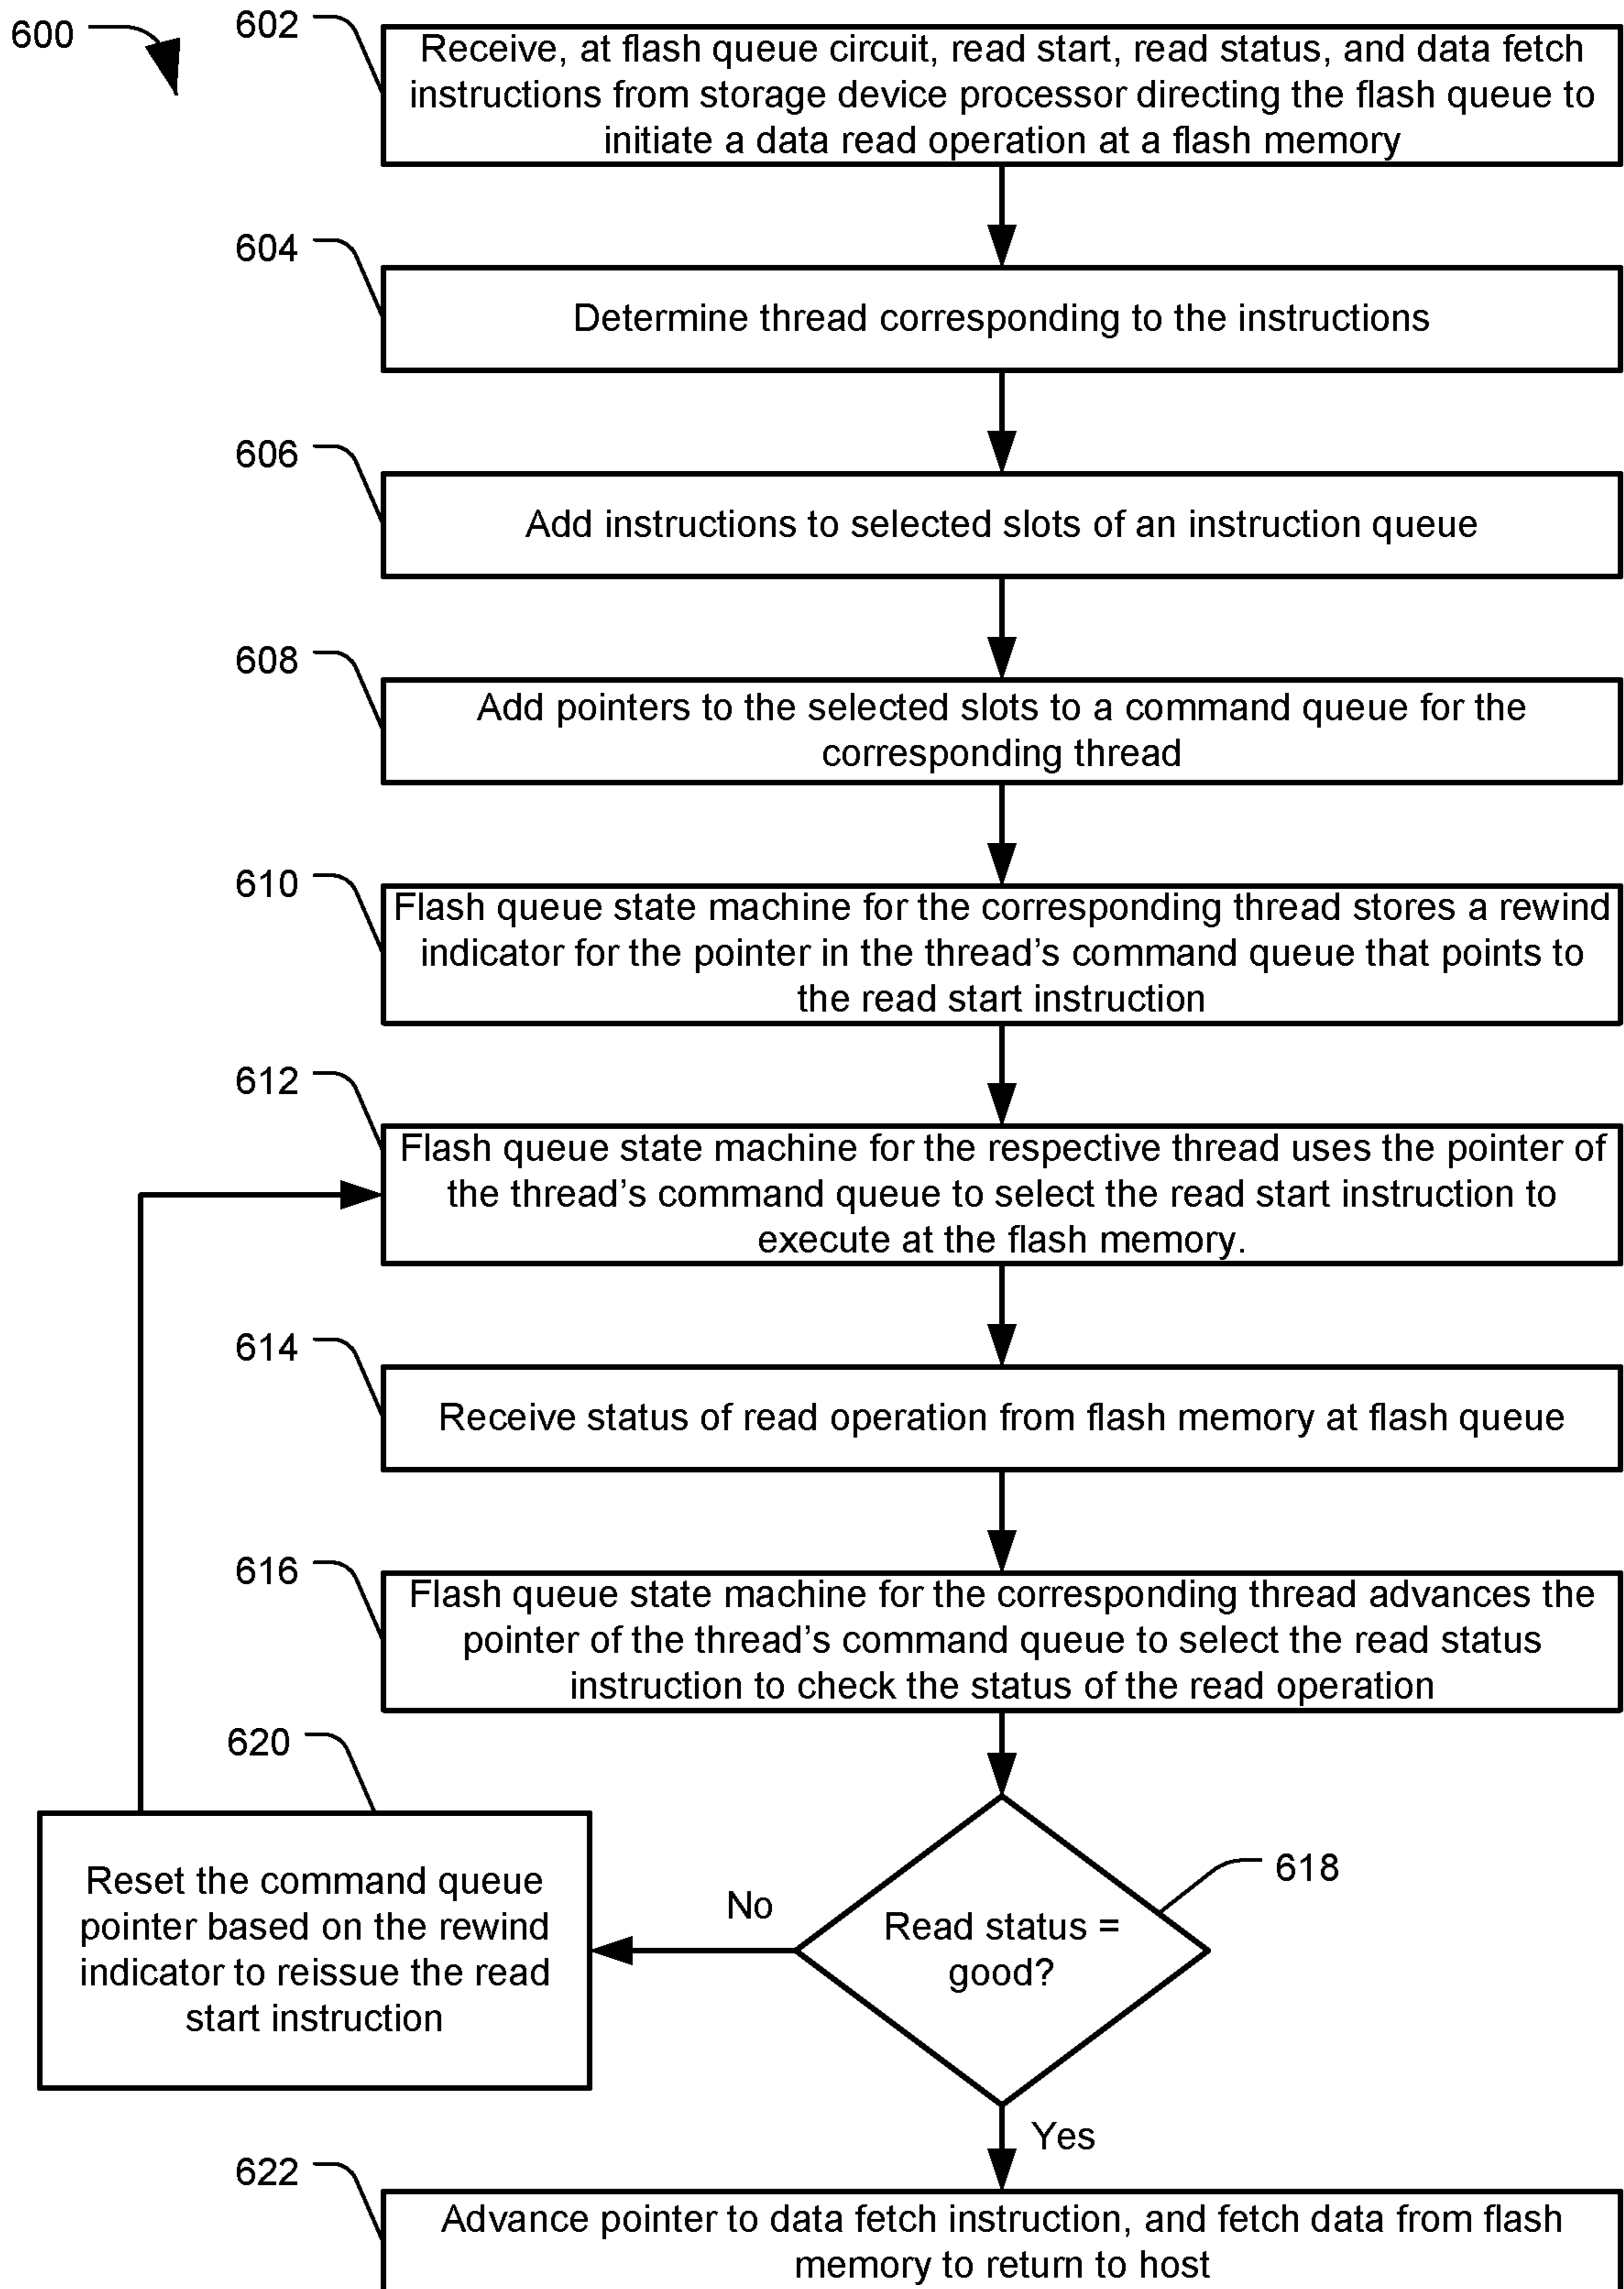 600
602
Receive, at flash queue circuit, read start, read status, and data fetch
instructions from storage device processor directing the flash queue to
initiate a data read operation at a flash memory
604
Determine thread corresponding to the instructions
606
Add instructions to selected slots of an instruction queue
608
Add pointers to the selected slots to a command queue for the
corresponding thread
610
Flash queue state machine for the corresponding thread stores a rewind
indicator for the pointer in the thread's command queue that points to
the read start instruction
612
Flash queue state machine for the respective thread uses the pointer of
the thread's command queue to select the read start instruction to
execute at the flash memory.
614
Receive status of read operation from flash memory at flash queue
616
Flash queue state machine for the corresponding thread advances the
pointer of the thread's command queue to select the read status
instruction to check the status of the read operation
620
Reset the command queue
pointer based on the rewind
indicator to reissue the read
start instruction
No
618
Read status =
good?
Yes
622
Advance pointer to data fetch instruction, and fetch data from flash
memory to return to host